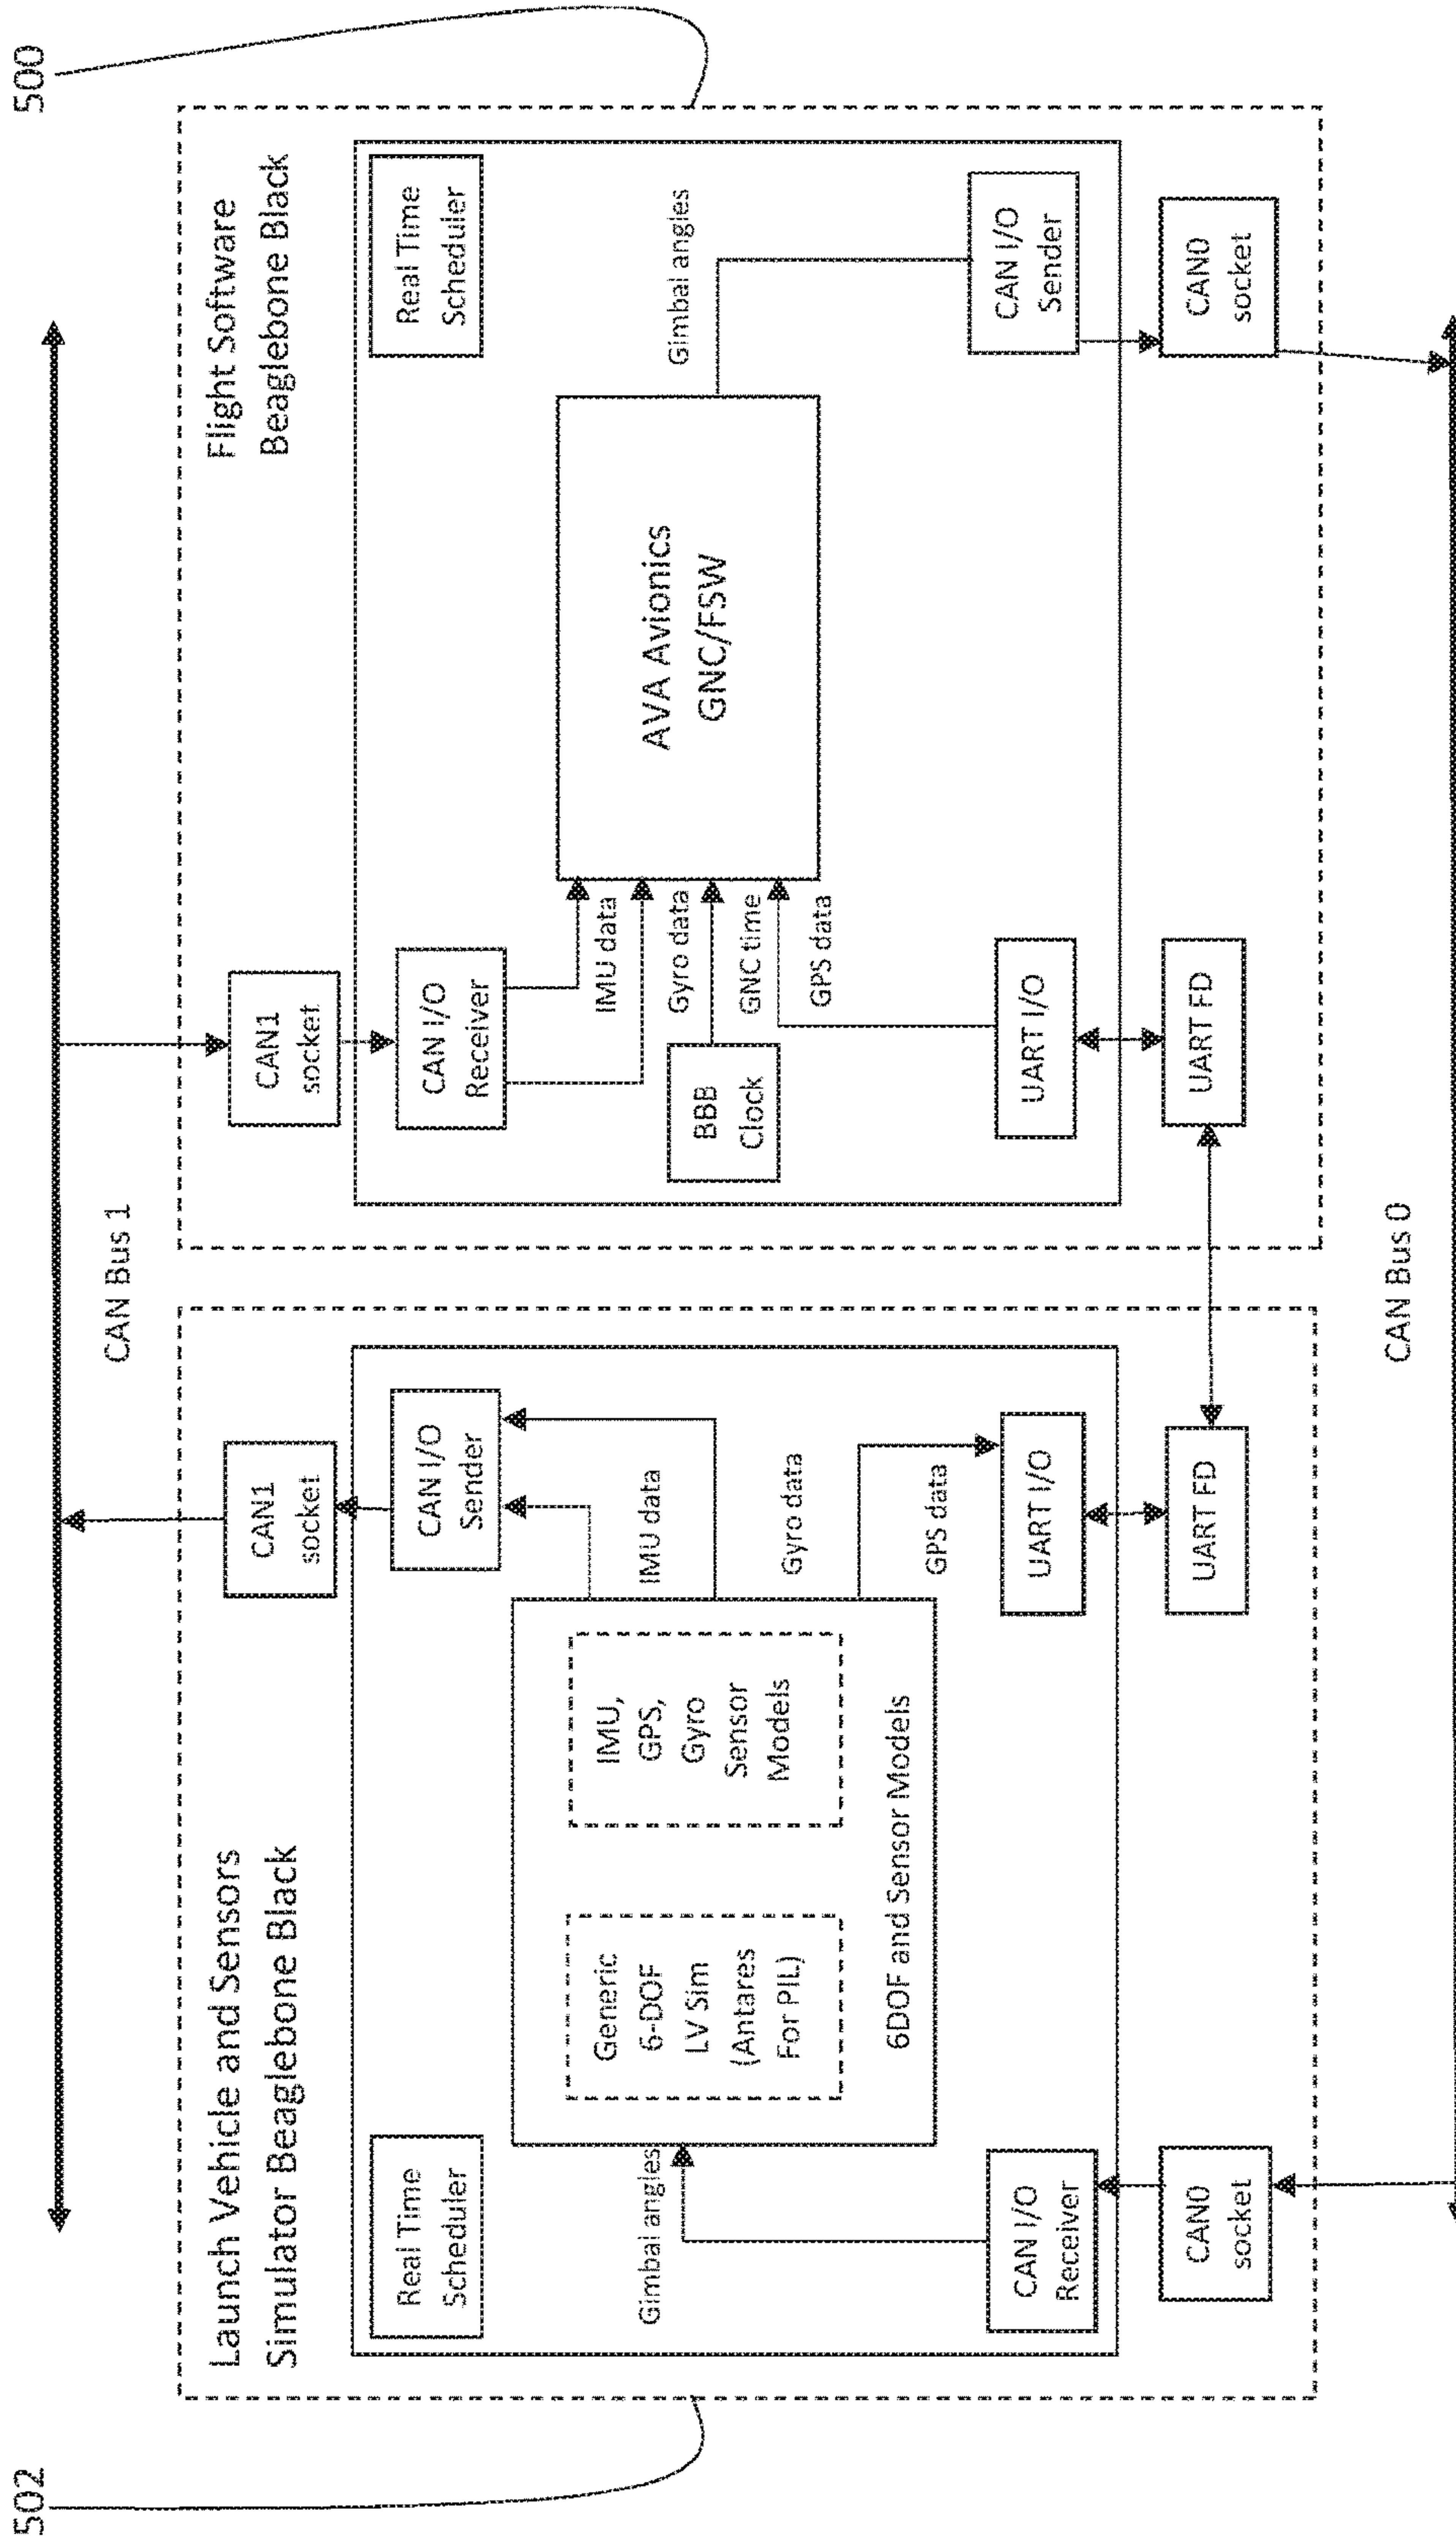 502
500
CAN Bus 1
Launch Vehicle and Sensors
Simulator Beaglebone Black
Real Time
Scheduler
CAN1
socket
CAN I/O
Sender
Gimbal angles
Generic
6-DOF
LV Sim
(Antares
For PIL)
IMU,
GPS,
Gyro
Sensor
Models
6DOF and Sensor Models
IMU data
Gyro data
GPS data
CAN I/O
Receiver
UART I/O
CAN0
socket
UART FD
Flight Software
Beaglebone Black
CAN1
socket
CAN I/O
Receiver
Real Time
Scheduler
IMU data
Gyro data
GNC time
GPS data
BBB
Clock
AVA Avionics
GNC/FSW
Gimbal angles
UART I/O
CAN I/O
Sender
UART FD
CAN0
socket
CAN Bus 0